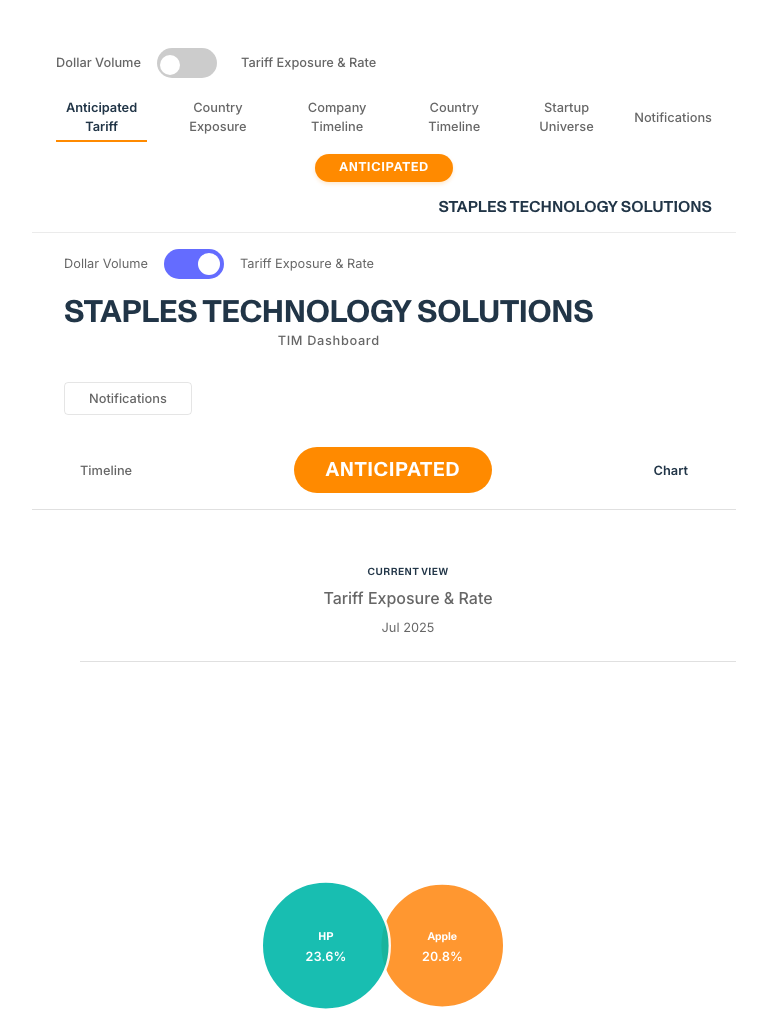 Dollar Volume Tariff Exposure & Rate
Anticipated Tariff
Country Exposure
Company Timeline
Country Timeline
Startup Universe
Notifications
ANTICIPATED
STAPLES TECHNOLOGY SOLUTIONS
Dollar Volume Tariff Exposure & Rate
STAPLES TECHNOLOGY SOLUTIONS
TIM Dashboard
Notifications
Timeline
ANTICIPATED
Chart
CURRENT VIEW
Tariff Exposure & Rate
Jul 2025
HP
23.6%
Apple
20.8%